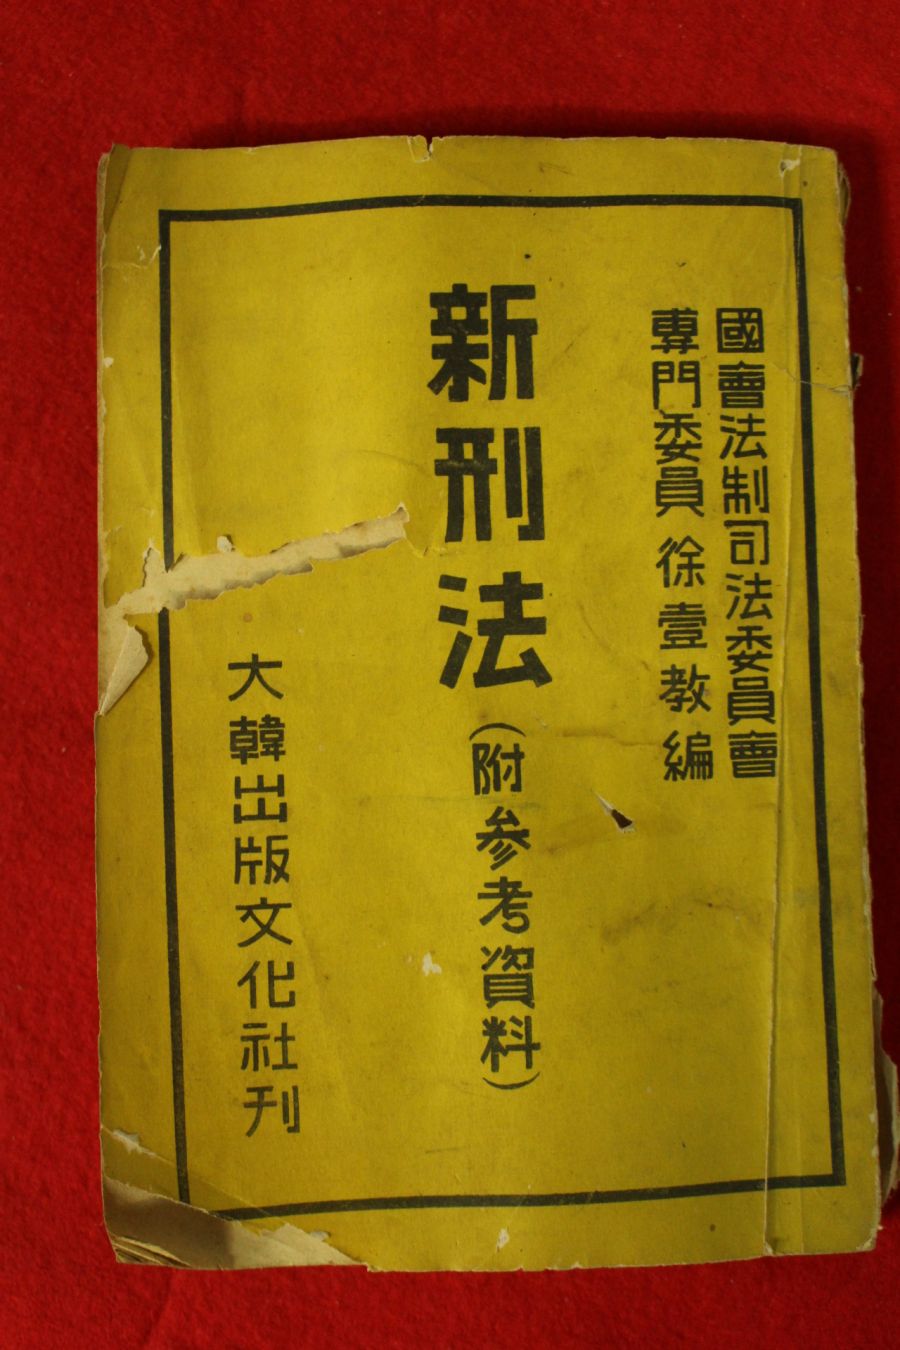 國會法制司法委員會
專門委員 徐壹教 編
新刑法 (附参考資料)
大韓出版文化社刊